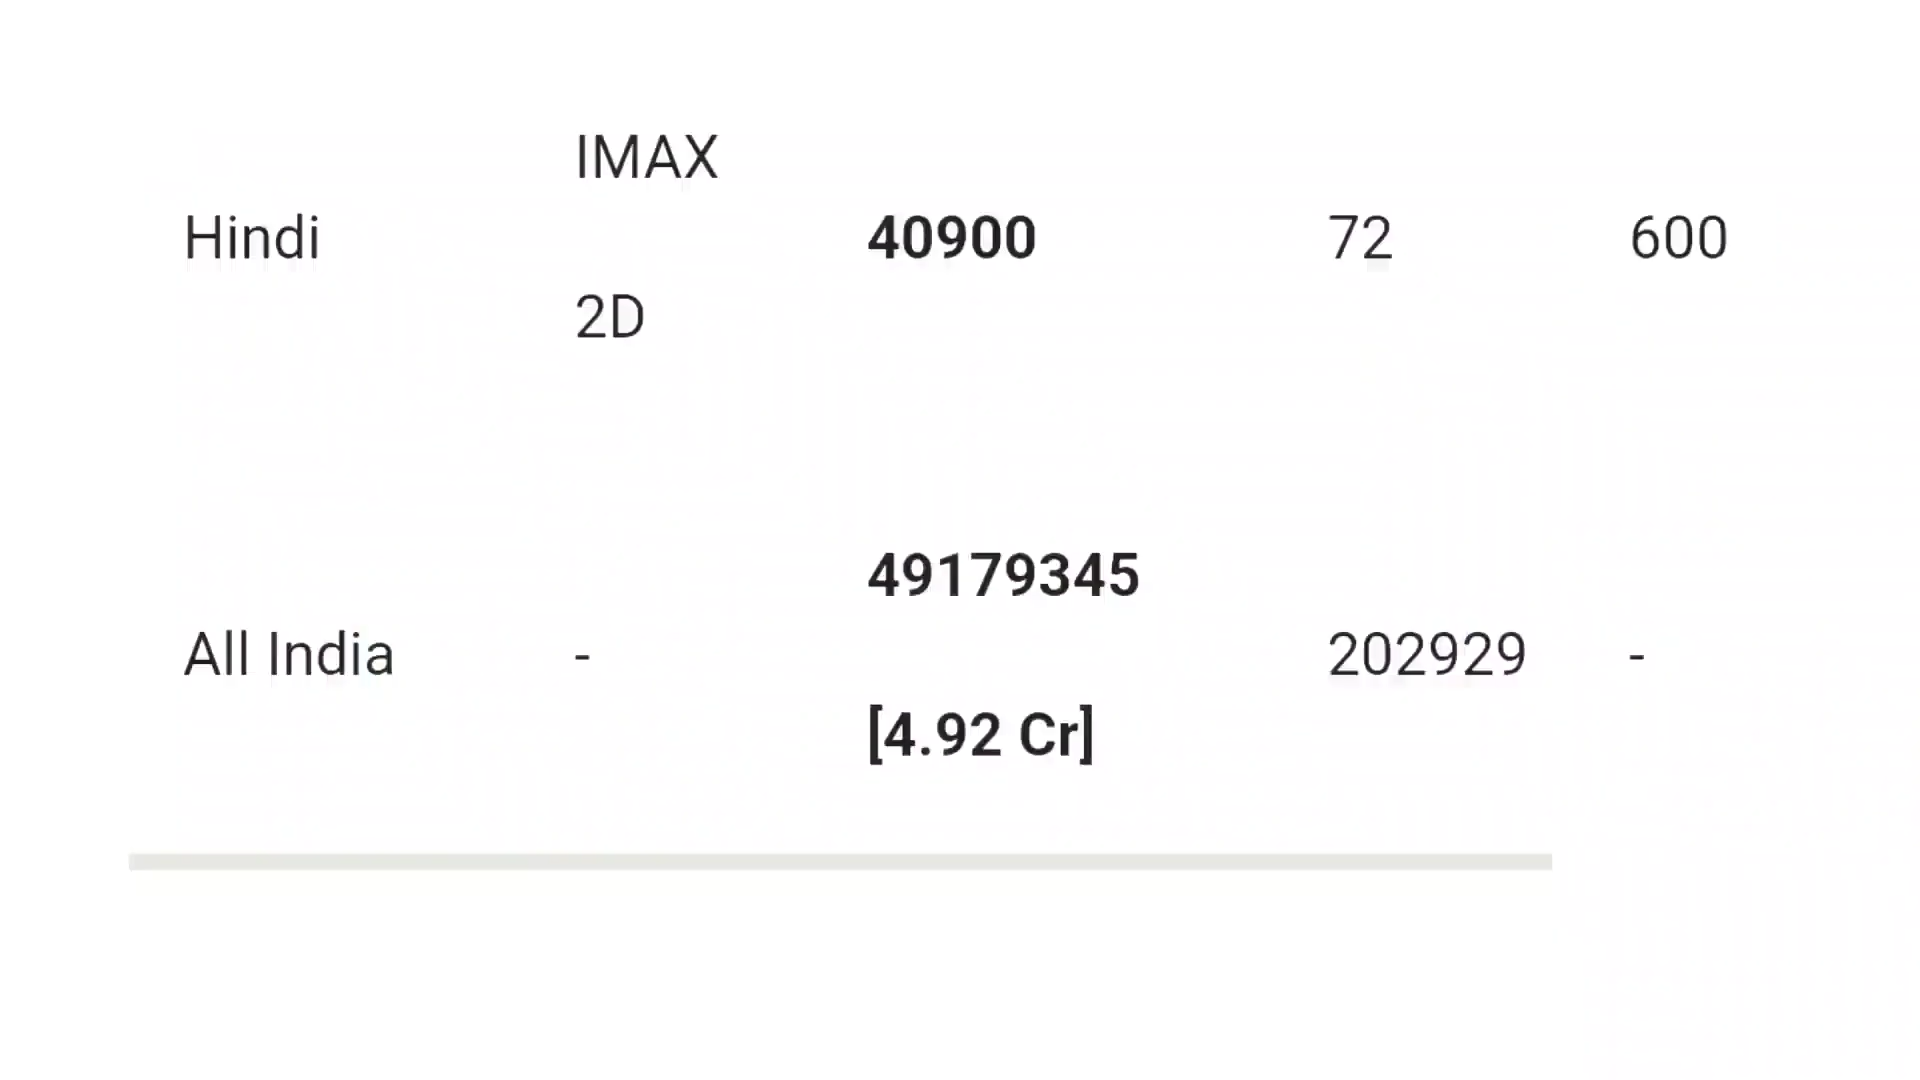 IMAX
Hindi 40900 72 600
2D
49179345
All India - 202929 -
[4.92 Cr]